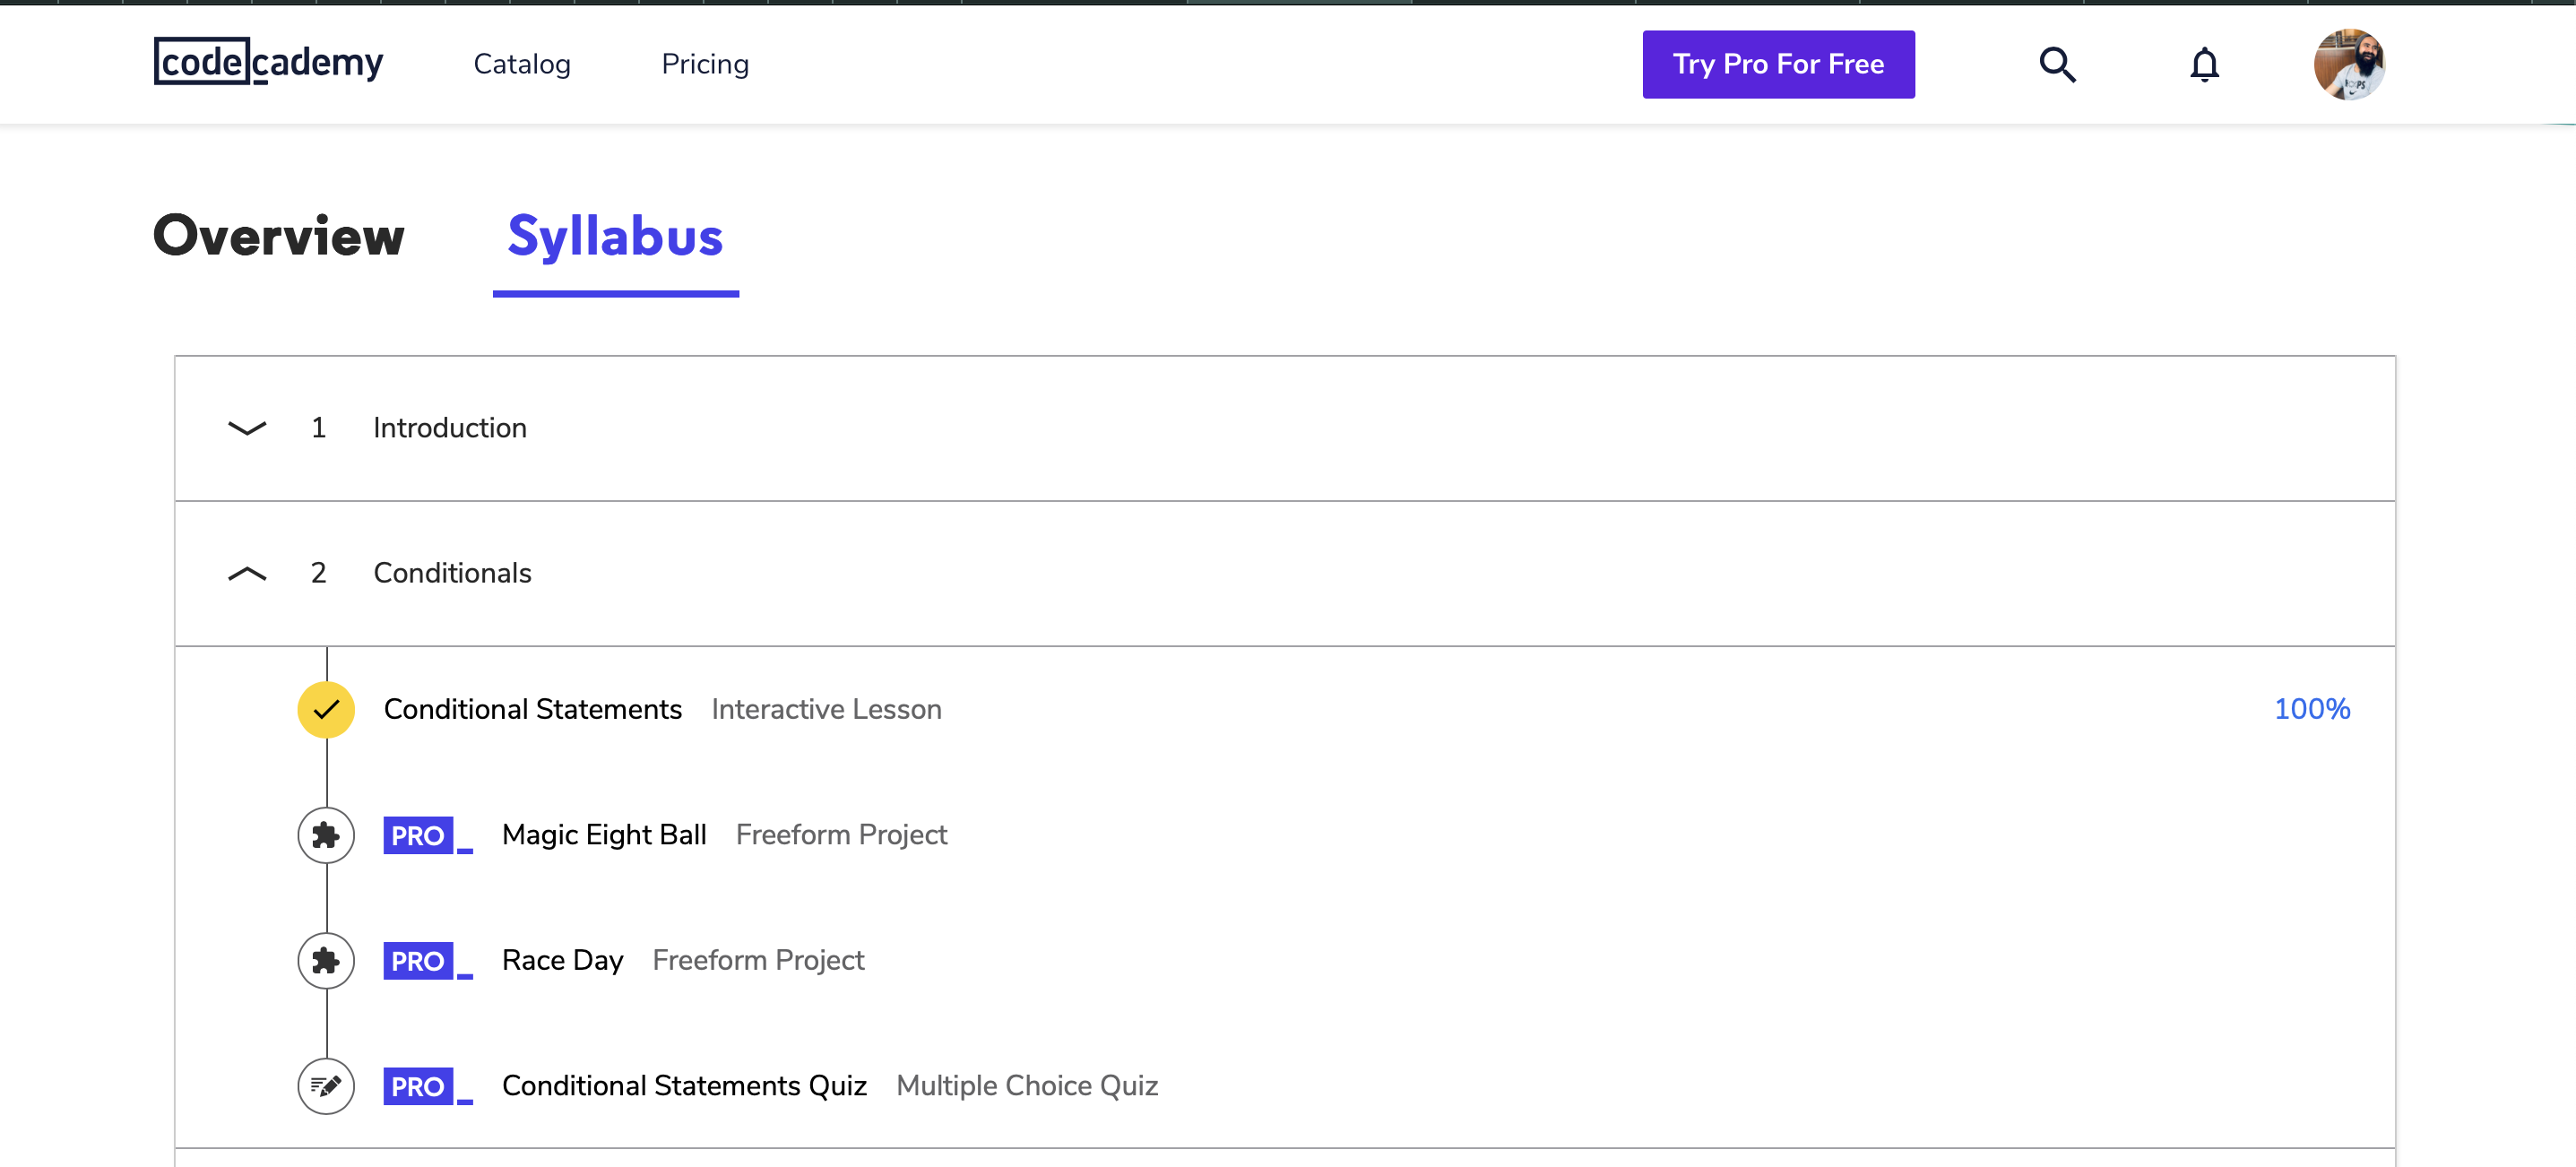 codecademy Catalog Pricing Try Pro For Free
Overview Syllabus
1 Introduction
2 Conditionals
Conditional Statements Interactive Lesson 100%
PRO Magic Eight Ball Freeform Project
PRO Race Day Freeform Project
PRO Conditional Statements Quiz Multiple Choice Quiz